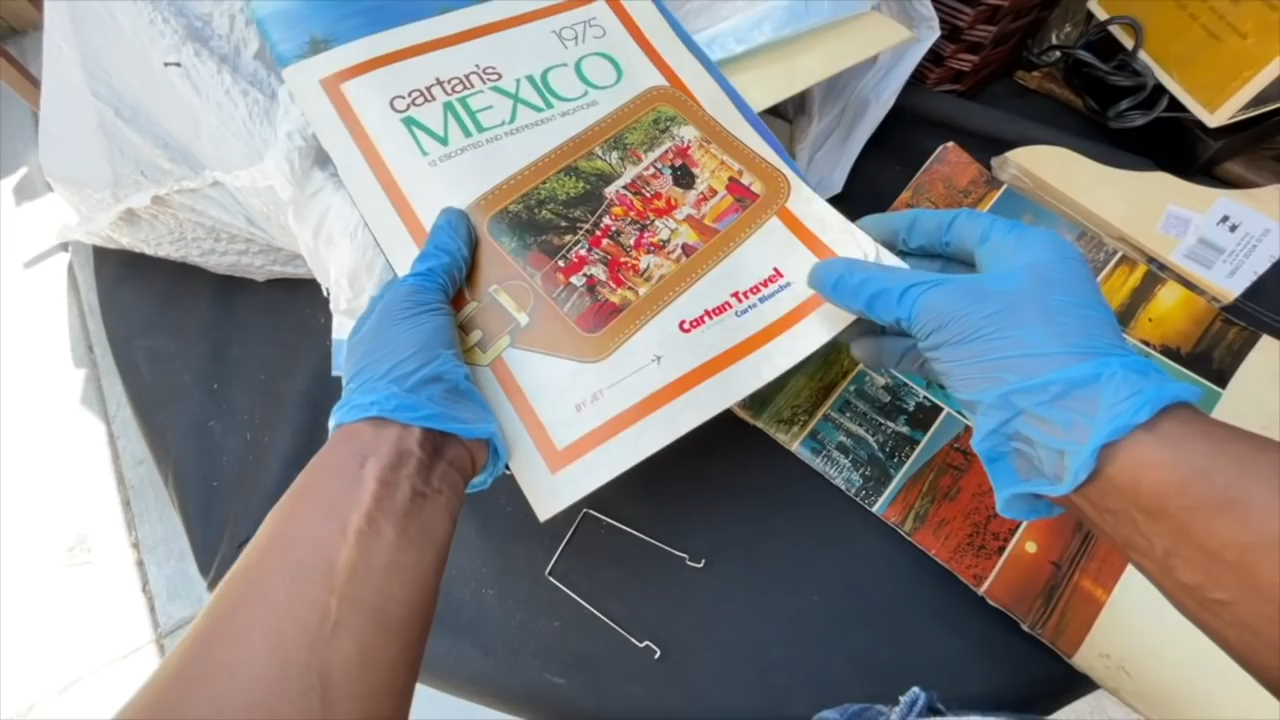 1975
cartan's
MEXICO
12 ESCORTED AND INDEPENDENT VACATIONS
Cartan Travel
Carte Blanche
BY JET